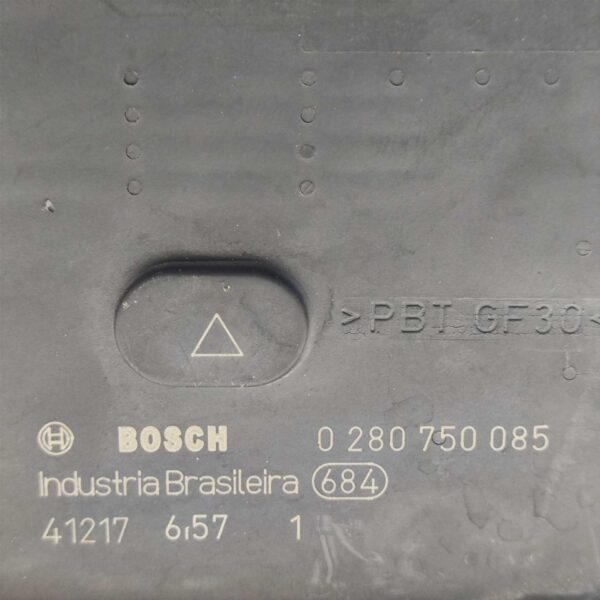 >PBT GF30<
BOSCH 0 280 750 085
Industria Brasileira 684
41217 6,57 1